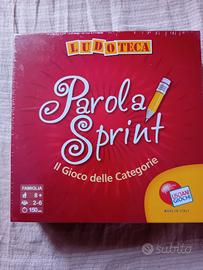 LUDOTECA
Parola
Sprint
Il Gioco delle Categorie
FAMIGLIA
8+
2-6
150
LISCIANI
GIOCHI
MADE IN ITALY
subito